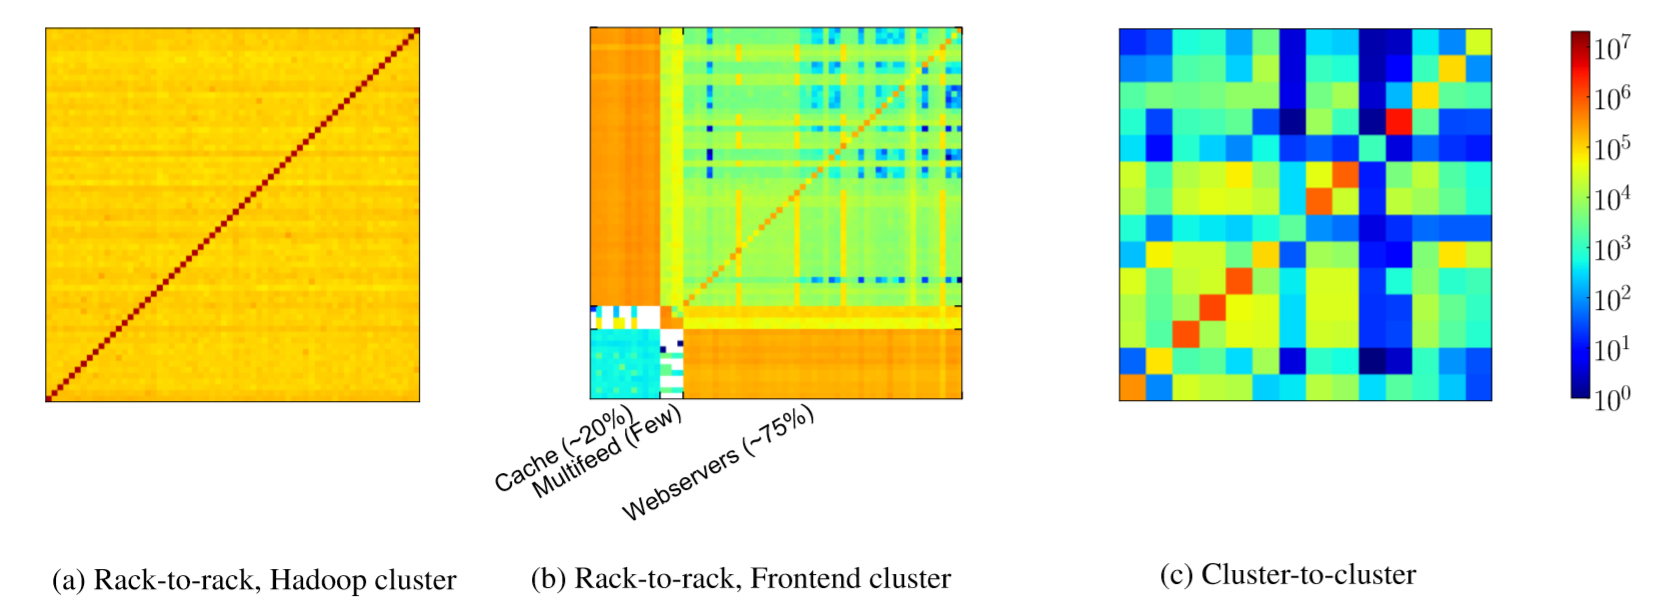 10^7
10^6
10^5
10^4
10^3
10^2
10^1
10^0
Cache (~20%)
Multifeed (Few)
Webservers (~75%)
(a) Rack-to-rack, Hadoop cluster
(b) Rack-to-rack, Frontend cluster
(c) Cluster-to-cluster